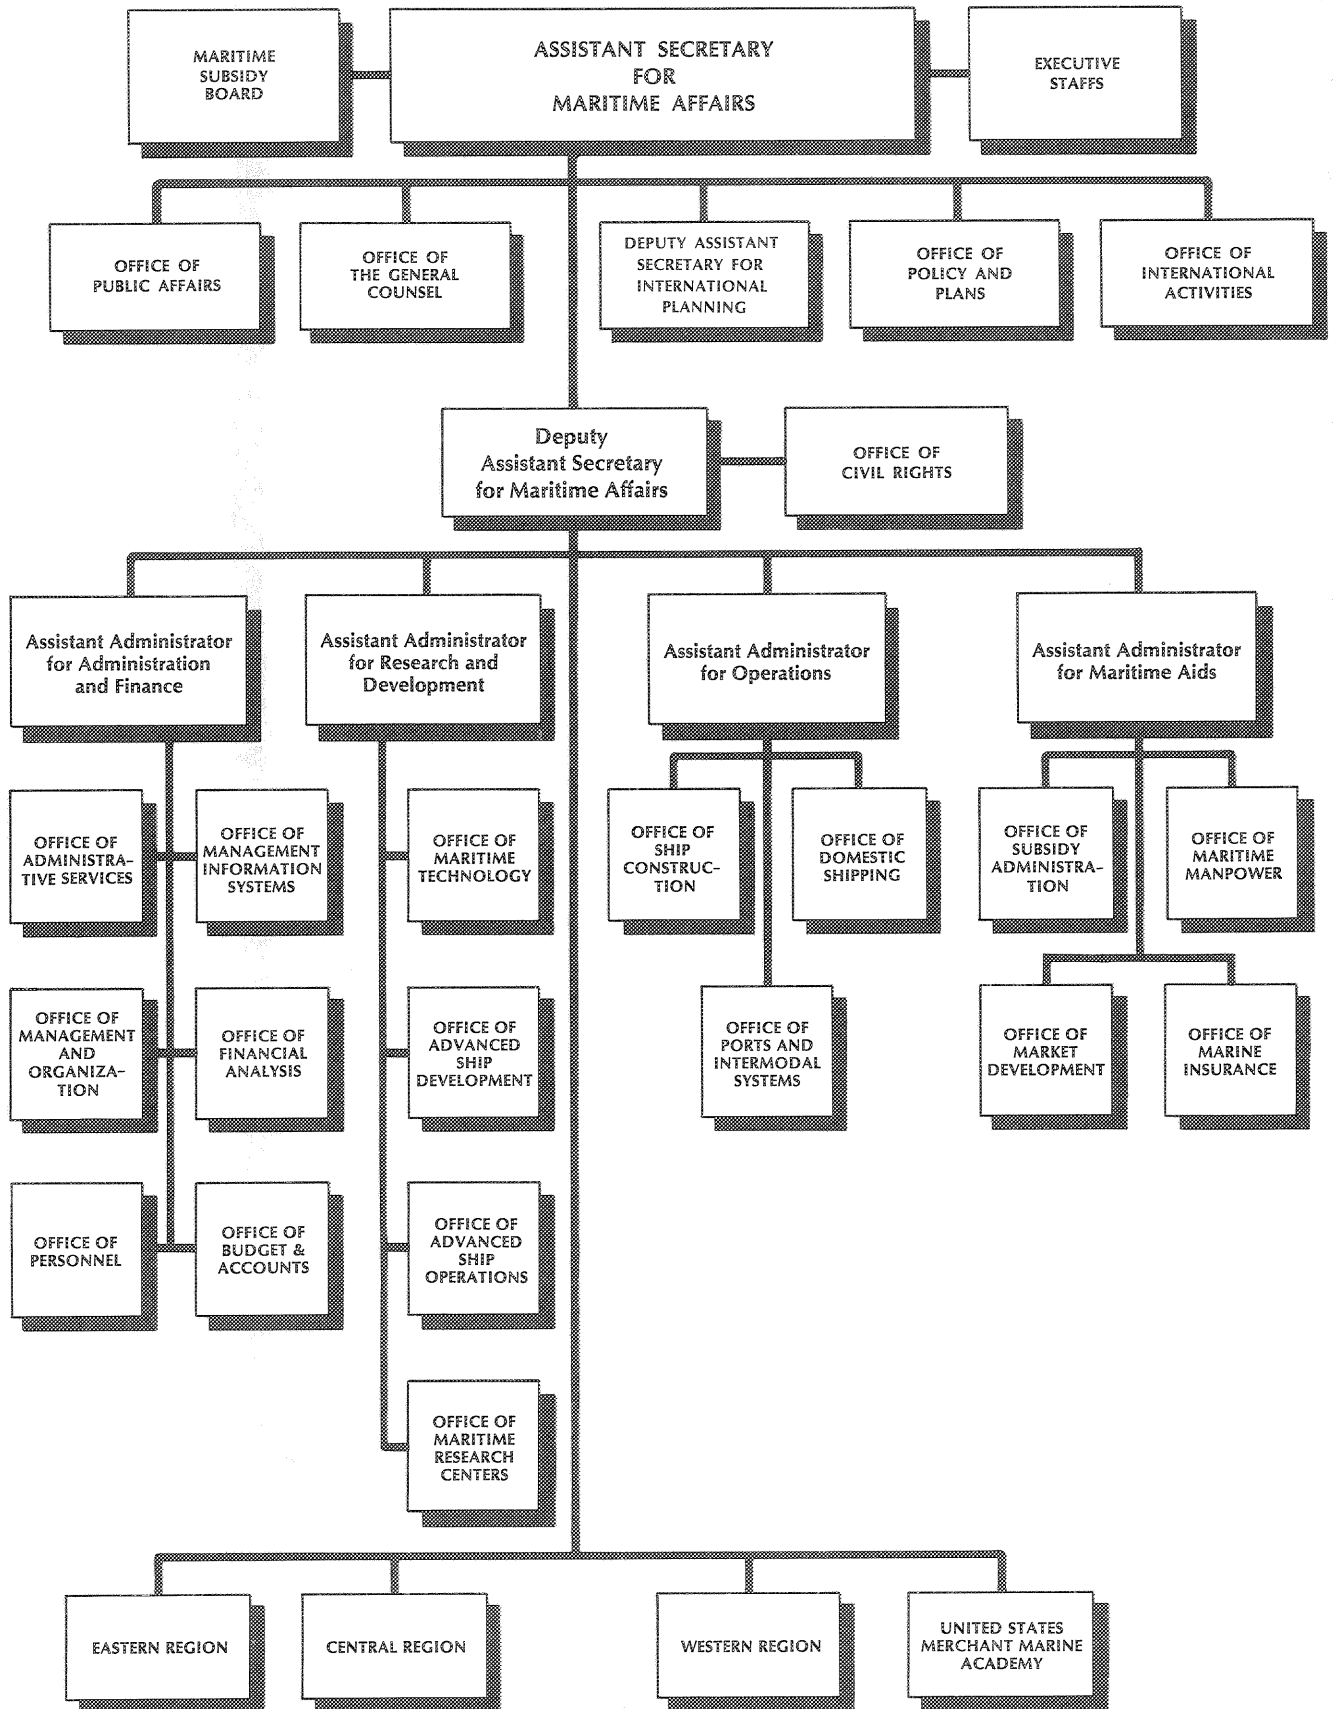 MARITIME
SUBSIDY
BOARD
ASSISTANT SECRETARY
FOR
MARITIME AFFAIRS
EXECUTIVE
STAFFS
OFFICE OF
PUBLIC AFFAIRS
OFFICE OF
THE GENERAL
COUNSEL
DEPUTY ASSISTANT
SECRETARY FOR
INTERNATIONAL
PLANNING
OFFICE OF
POLICY AND
PLANS
OFFICE OF
INTERNATIONAL
ACTIVITIES
Deputy
Assistant Secretary
for Maritime Affairs
OFFICE OF
CIVIL RIGHTS
Assistant Administrator
for Administration
and Finance
Assistant Administrator
for Research and
Development
Assistant Administrator
for Operations
Assistant Administrator
for Maritime Aids
OFFICE OF
ADMINISTRA-
TIVE SERVICES
OFFICE OF
MANAGEMENT
INFORMATION
SYSTEMS
OFFICE OF
MARITIME
TECHNOLOGY
OFFICE OF
SHIP
CONSTRUC-
TION
OFFICE OF
DOMESTIC
SHIPPING
OFFICE OF
SUBSIDY
ADMINISTRA-
TION
OFFICE OF
MARITIME
MANPOWER
OFFICE OF
MANAGEMENT
AND
ORGANIZA-
TION
OFFICE OF
FINANCIAL
ANALYSIS
OFFICE OF
ADVANCED
SHIP
DEVELOPMENT
OFFICE OF
PORTS AND
INTERMODAL
SYSTEMS
OFFICE OF
MARKET
DEVELOPMENT
OFFICE OF
MARINE
INSURANCE
OFFICE OF
PERSONNEL
OFFICE OF
BUDGET &
ACCOUNTS
OFFICE OF
ADVANCED
SHIP
OPERATIONS
OFFICE OF
MARITIME
RESEARCH
CENTERS
EASTERN REGION
CENTRAL REGION
WESTERN REGION
UNITED STATES
MERCHANT MARINE
ACADEMY